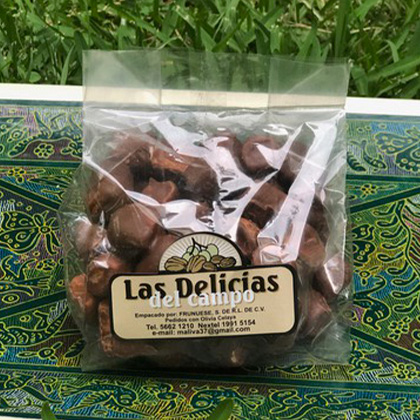 Las Delicias
del campo
Empacado por: FRUNUESE, S. DE R.L. DE C.V.
Pedidos con Olivia Celaya
Tel. 5662 1210 Nextel 1991 5154
e-mail: maliva37@gmail.com